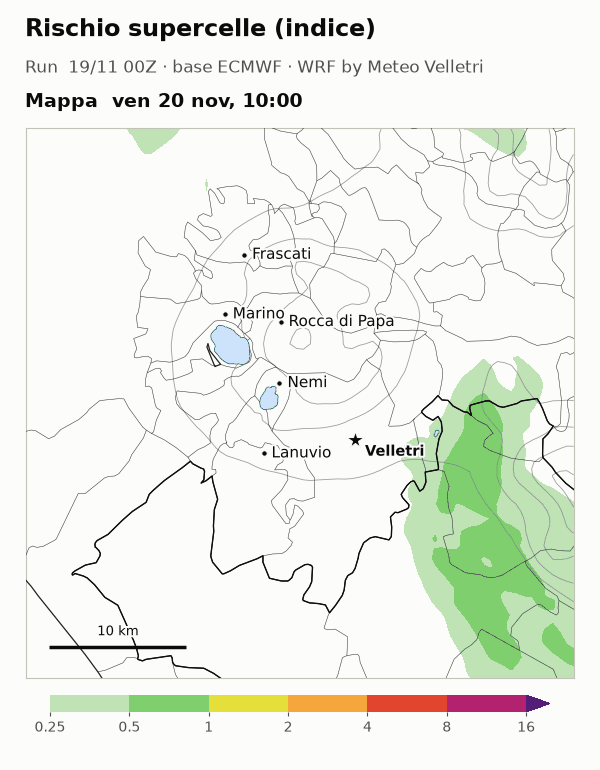 Rischio supercelle (indice)
Run  19/11 00Z · base ECMWF · WRF by Meteo Velletri
Mappa  ven 20 nov, 10:00
Frascati
Marino
Rocca di Papa
Nemi
Velletri
Lanuvio
10 km
0.25 0.5 1 2 4 8 16